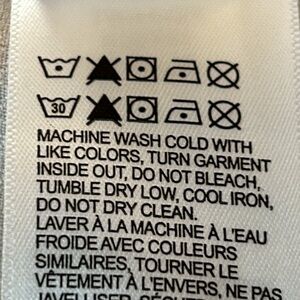 30
MACHINE WASH COLD WITH
LIKE COLORS, TURN GARMENT
INSIDE OUT, DO NOT BLEACH,
TUMBLE DRY LOW, COOL IRON,
DO NOT DRY CLEAN.
LAVER À LA MACHINE À L'EAU
FROIDE AVEC COULEURS
SIMILAIRES, TOURNER LE
VÊTEMENT À L'ENVERS, NE PAS